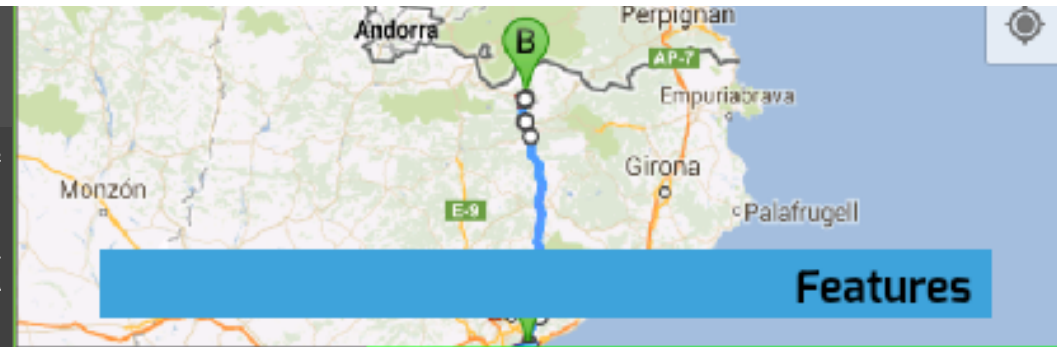 Perpignan
Andorra
B
AP-7
Empuriabrava
Girona
Monzón
E-9
Palafrugell
Features